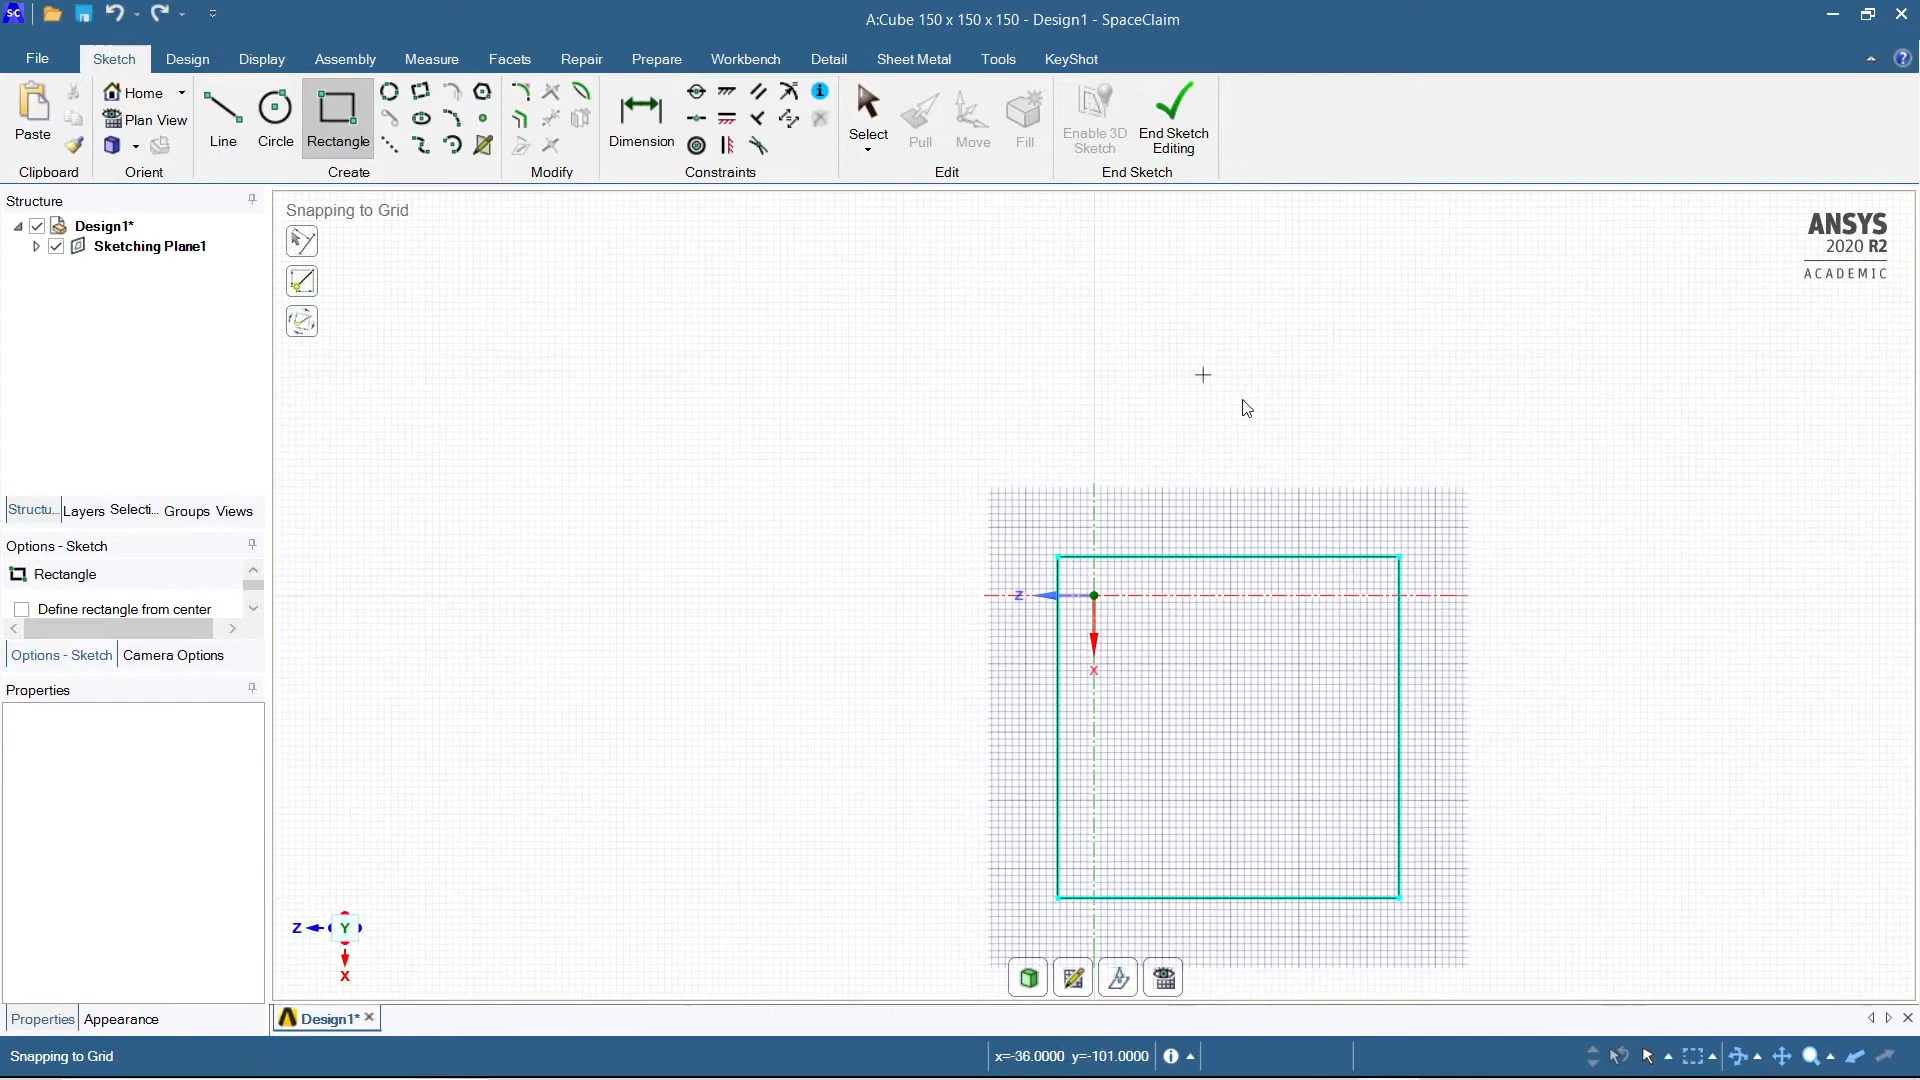 SC
A:Cube 150 x 150 x 150 - Design1 - SpaceClaim
File Sketch Design Display Assembly Measure Facets Repair Prepare Workbench Detail Sheet Metal Tools KeyShot
Paste
Home
Plan View
Line
Circle
Rectangle
Dimension
Select
Pull
Move
Fill
Enable 3D
Sketch
End Sketch
Editing
Clipboard Orient Create Modify Constraints Edit End Sketch
Structure
Design1*
Sketching Plane1
Structu... Layers Selecti... Groups Views
Options - Sketch
Rectangle
Define rectangle from center
Options - Sketch Camera Options
Properties
Properties Appearance
Snapping to Grid
ANSYS
2020 R2
ACADEMIC
Z
X
Z
Y
X
Design1*
Snapping to Grid
x=-36.0000 y=-101.0000